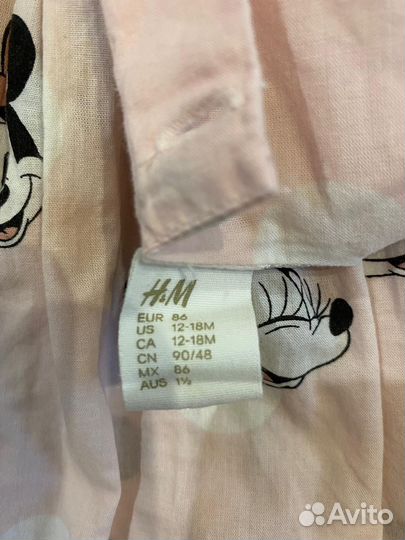 H&M
EUR 86
US 12-18M
CA 12-18M
CN 90/48
MX 86
AUS 1½
Avito